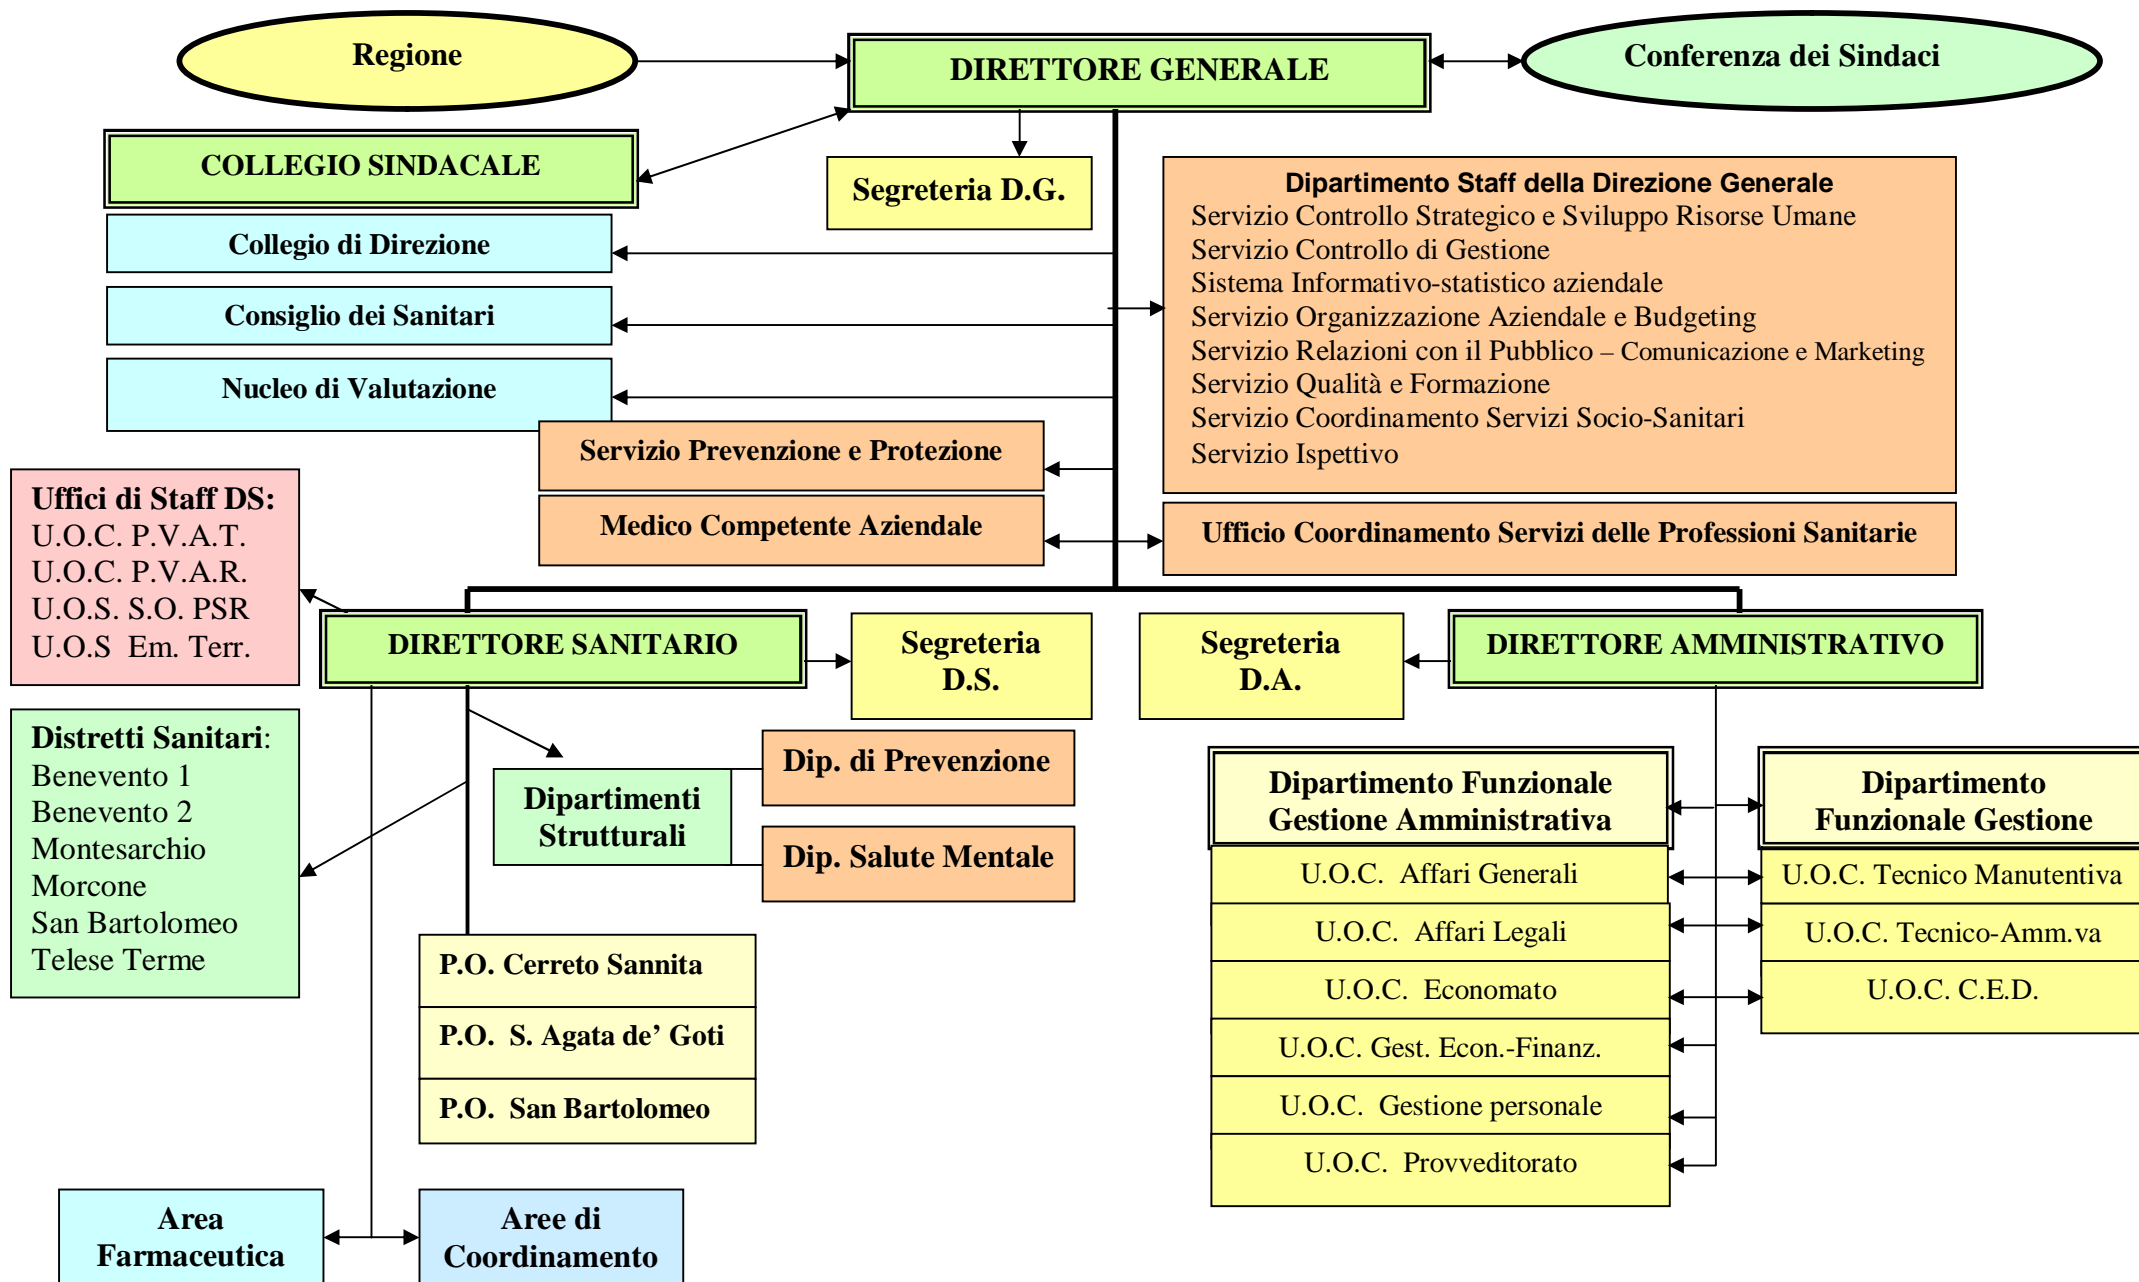 Regione
DIRETTORE GENERALE
Conferenza dei Sindaci
COLLEGIO SINDACALE
Segreteria D.G.
Dipartimento Staff della Direzione Generale
Servizio Controllo Strategico e Sviluppo Risorse Umane
Servizio Controllo di Gestione
Sistema Informativo-statistico aziendale
Servizio Organizzazione Aziendale e Budgeting
Servizio Relazioni con il Pubblico – Comunicazione e Marketing
Servizio Qualità e Formazione
Servizio Coordinamento Servizi Socio-Sanitari
Servizio Ispettivo
Collegio di Direzione
Consiglio dei Sanitari
Nucleo di Valutazione
Servizio Prevenzione e Protezione
Medico Competente Aziendale
Ufficio Coordinamento Servizi delle Professioni Sanitarie
Uffici di Staff DS:
U.O.C. P.V.A.T.
U.O.C. P.V.A.R.
U.O.S. S.O. PSR
U.O.S  Em. Terr.
DIRETTORE SANITARIO
Segreteria
D.S.
Segreteria
D.A.
DIRETTORE AMMINISTRATIVO
Distretti Sanitari:
Benevento 1
Benevento 2
Montesarchio
Morcone
San Bartolomeo
Telese Terme
Dipartimenti
Strutturali
Dip. di Prevenzione
Dip. Salute Mentale
P.O. Cerreto Sannita
P.O.  S. Agata de’ Goti
P.O.  San Bartolomeo
Dipartimento Funzionale
Gestione Amministrativa
U.O.C.  Affari Generali
U.O.C.  Affari Legali
U.O.C.  Economato
U.O.C. Gest. Econ.-Finanz.
U.O.C.  Gestione personale
U.O.C.  Provveditorato
Dipartimento
Funzionale Gestione
U.O.C. Tecnico Manutentiva
U.O.C. Tecnico-Amm.va
U.O.C. C.E.D.
Area
Farmaceutica
Aree di
Coordinamento